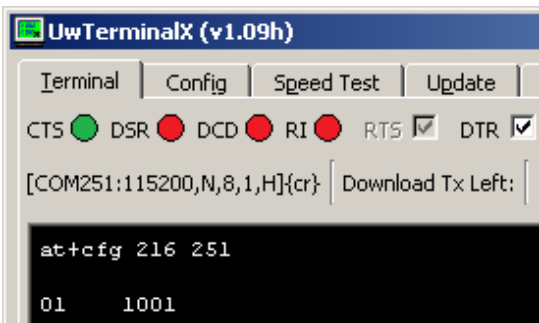 UwTerminalX (v1.09h)
Terminal Config Speed Test Update
CTS DSR DCD RI RTS DTR
[COM251:115200,N,8,1,H]{cr} Download Tx Left:
at+cfg 216 251
01 1001